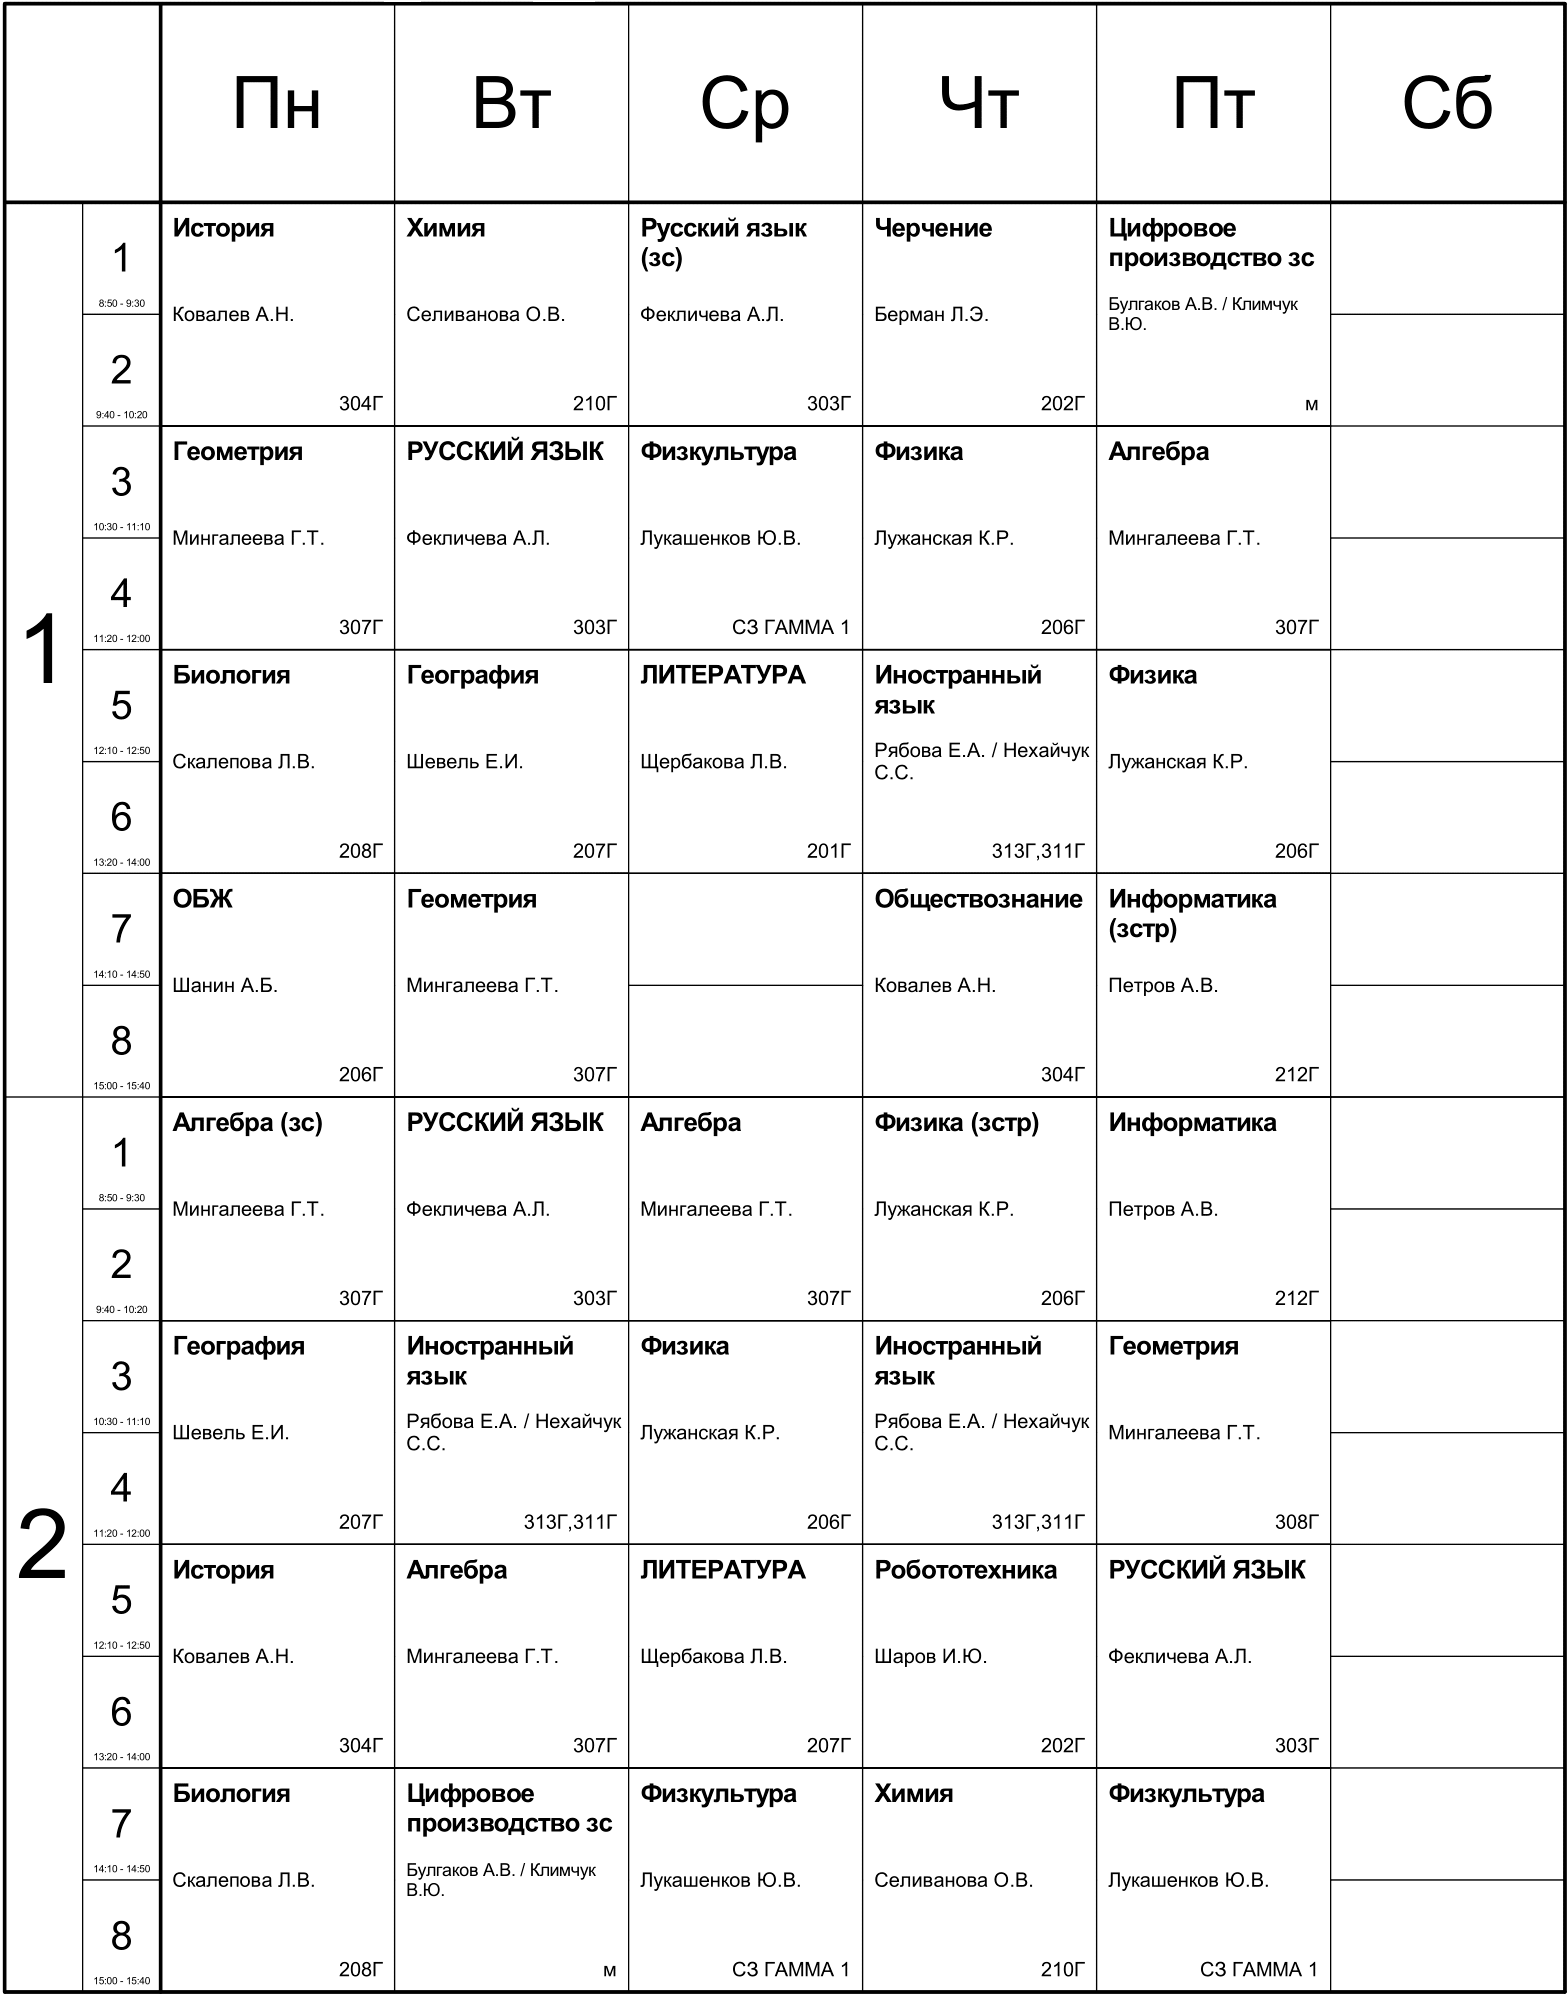 Пн Вт Ср Чт Пт Сб
1
1
8:50 - 9:30
2
9:40 - 10:20
История
Ковалев А.Н.
304Г
Химия
Селиванова О.В.
210Г
Русский язык
(зс)
Фекличева А.Л.
303Г
Черчение
Берман Л.Э.
202Г
Цифровое
производство зс
Булгаков А.В. / Климчук
В.Ю.
м
3
10:30 - 11:10
4
11:20 - 12:00
Геометрия
Мингалеева Г.Т.
307Г
РУССКИЙ ЯЗЫК
Фекличева А.Л.
303Г
Физкультура
Лукашенков Ю.В.
СЗ ГАММА 1
Физика
Лужанская К.Р.
206Г
Алгебра
Мингалеева Г.Т.
307Г
5
12:10 - 12:50
6
13:20 - 14:00
Биология
Скалепова Л.В.
208Г
География
Шевель Е.И.
207Г
ЛИТЕРАТУРА
Щербакова Л.В.
201Г
Иностранный
язык
Рябова Е.А. / Нехайчук
С.С.
313Г,311Г
Физика
Лужанская К.Р.
206Г
7
14:10 - 14:50
8
15:00 - 15:40
ОБЖ
Шанин А.Б.
206Г
Геометрия
Мингалеева Г.Т.
307Г
Обществознание
Ковалев А.Н.
304Г
Информатика
(зстр)
Петров А.В.
212Г
2
1
8:50 - 9:30
2
9:40 - 10:20
Алгебра (зс)
Мингалеева Г.Т.
307Г
РУССКИЙ ЯЗЫК
Фекличева А.Л.
303Г
Алгебра
Мингалеева Г.Т.
307Г
Физика (зстр)
Лужанская К.Р.
206Г
Информатика
Петров А.В.
212Г
3
10:30 - 11:10
4
11:20 - 12:00
География
Шевель Е.И.
207Г
Иностранный
язык
Рябова Е.А. / Нехайчук
С.С.
313Г,311Г
Физика
Лужанская К.Р.
206Г
Иностранный
язык
Рябова Е.А. / Нехайчук
С.С.
313Г,311Г
Геометрия
Мингалеева Г.Т.
308Г
5
12:10 - 12:50
6
13:20 - 14:00
История
Ковалев А.Н.
304Г
Алгебра
Мингалеева Г.Т.
307Г
ЛИТЕРАТУРА
Щербакова Л.В.
207Г
Робототехника
Шаров И.Ю.
202Г
РУССКИЙ ЯЗЫК
Фекличева А.Л.
303Г
7
14:10 - 14:50
8
15:00 - 15:40
Биология
Скалепова Л.В.
208Г
Цифровое
производство зс
Булгаков А.В. / Климчук
В.Ю.
м
Физкультура
Лукашенков Ю.В.
СЗ ГАММА 1
Химия
Селиванова О.В.
210Г
Физкультура
Лукашенков Ю.В.
СЗ ГАММА 1